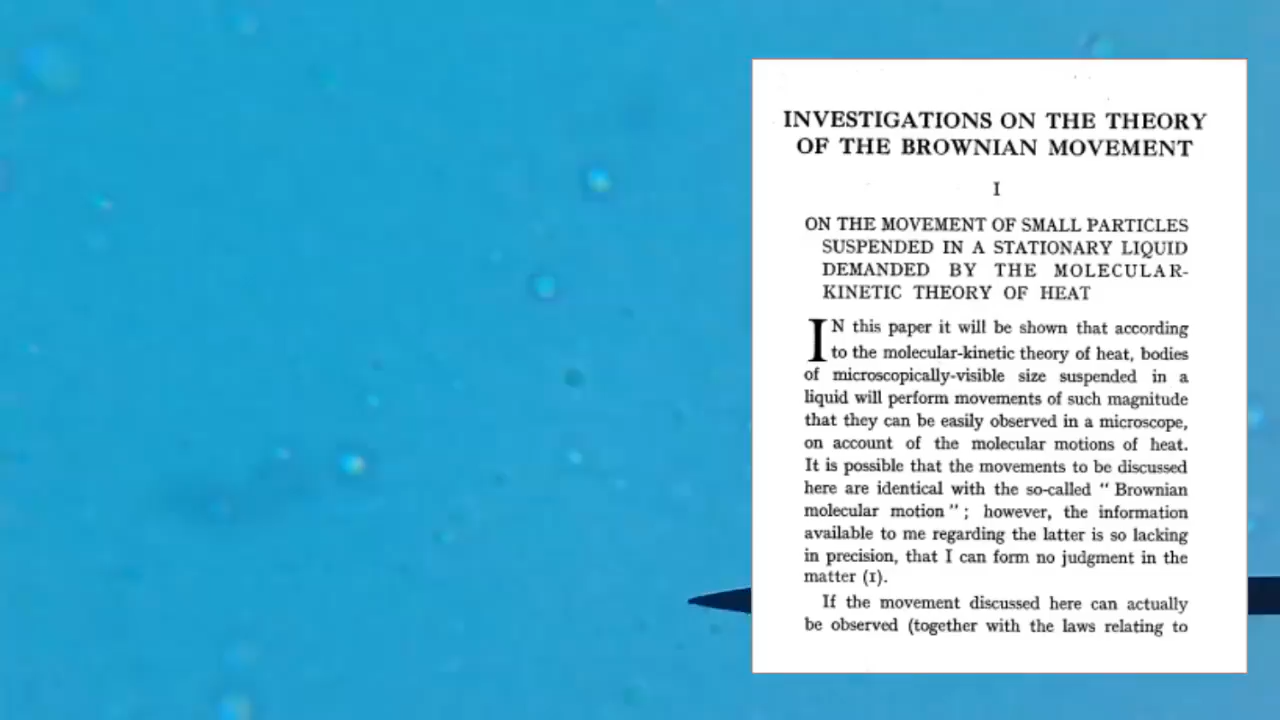 INVESTIGATIONS ON THE THEORY
OF THE BROWNIAN MOVEMENT
I
ON THE MOVEMENT OF SMALL PARTICLES
SUSPENDED IN A STATIONARY LIQUID
DEMANDED BY THE MOLECULAR-
KINETIC THEORY OF HEAT
IN this paper it will be shown that according
to the molecular-kinetic theory of heat, bodies
of microscopically-visible size suspended in a
liquid will perform movements of such magnitude
that they can be easily observed in a microscope,
on account of the molecular motions of heat.
It is possible that the movements to be discussed
here are identical with the so-called " Brownian
molecular motion " ; however, the information
available to me regarding the latter is so lacking
in precision, that I can form no judgment in the
matter (1).
If the movement discussed here can actually
be observed (together with the laws relating to